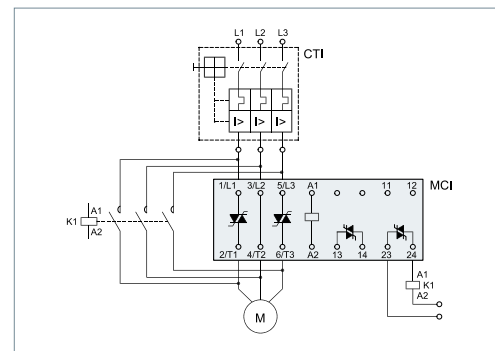 L1 L2 L3
CTI
I> I> I>
1/L1 3/L2 5/L3 A1 11 12 MCI
A1
K1
A2
2/T1 4/T2 6/T3 A2 13 14 23 24
A1
K1
A2
M